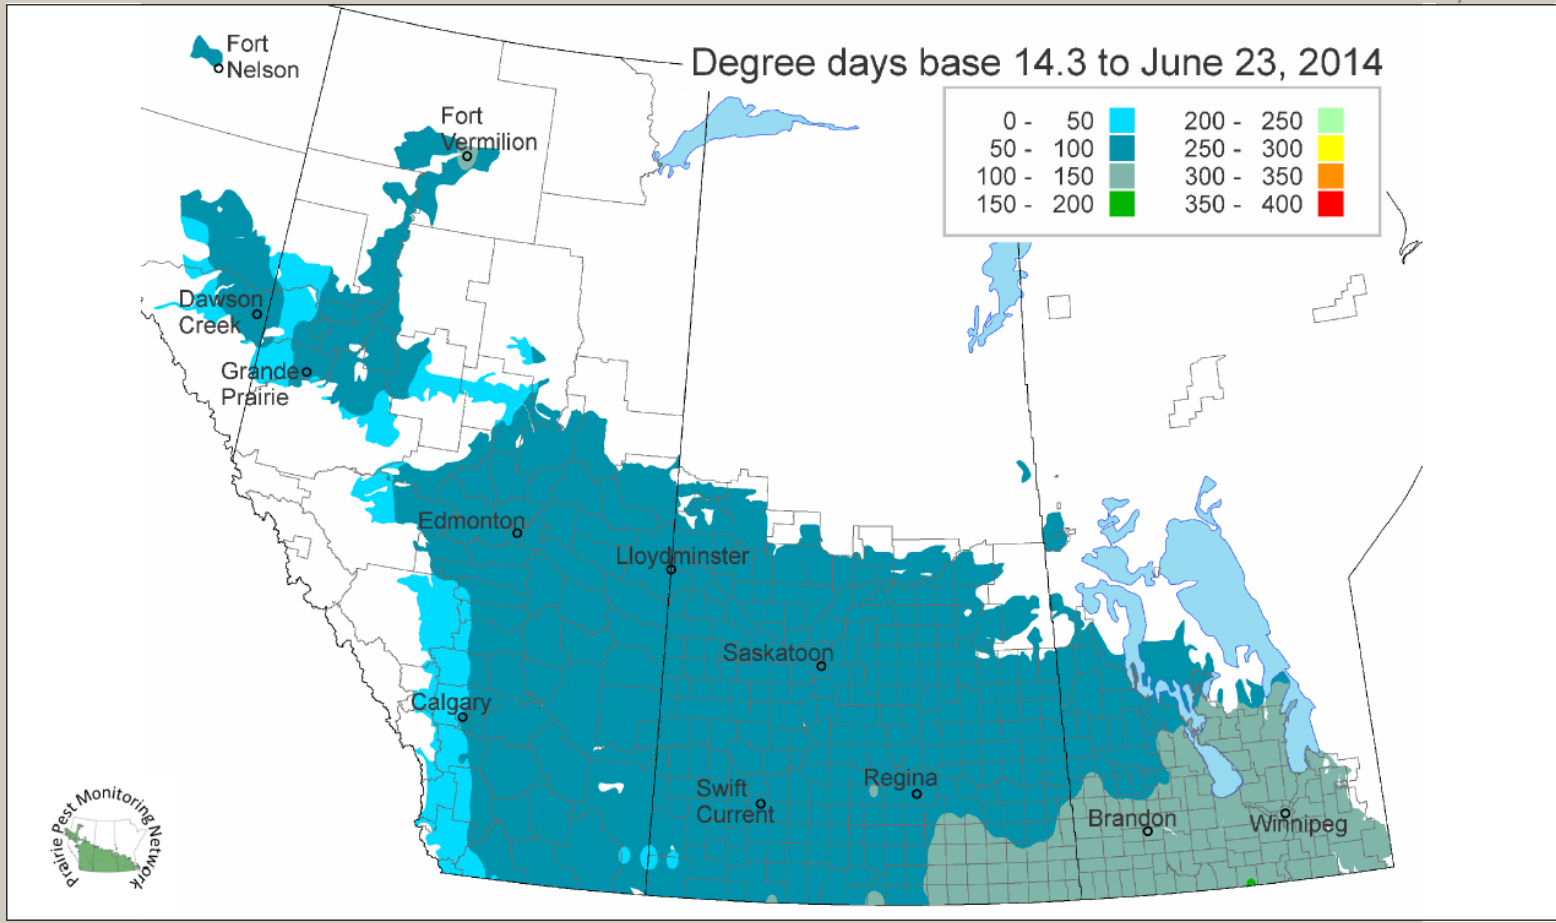 Fort
Nelson
Degree days base 14.3 to June 23, 2014
Fort
Vermilion
0 - 50
200 - 250
50 - 100
250 - 300
100 - 150
300 - 350
150 - 200
350 - 400
Dawson
Creek
Grande
Prairie
Edmonton
Lloydminster
Saskatoon
Calgary
Swift
Current
Regina
Brandon
Winnipeg
Prairie Pest Monitoring Network